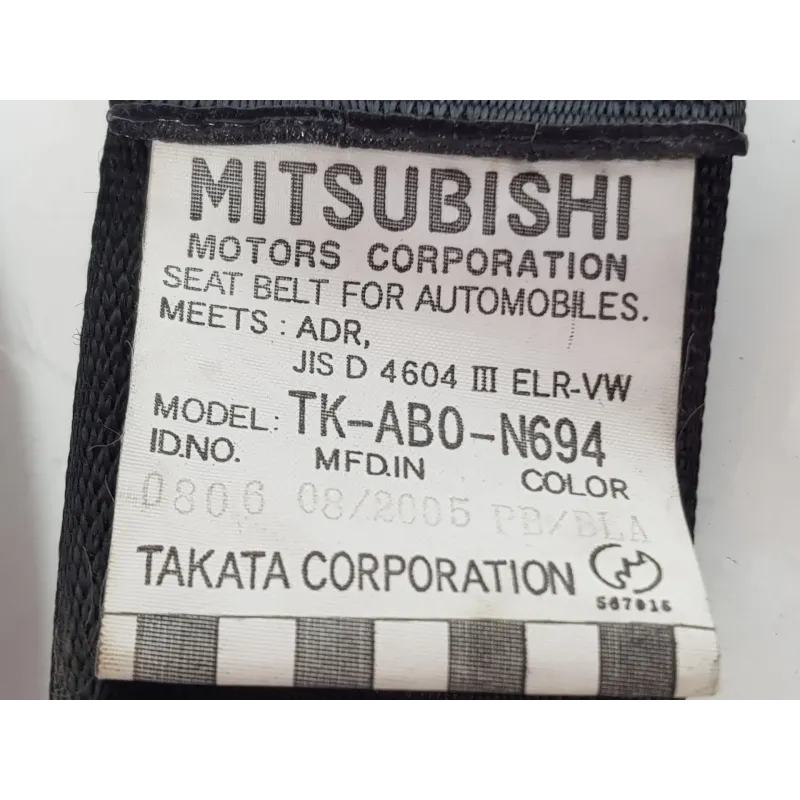 MITSUBISHI
MOTORS CORPORATION
SEAT BELT FOR AUTOMOBILES.
MEETS : ADR,
JIS D 4604 III ELR-VW
MODEL: TK-AB0-N694
ID.NO. MFD.IN COLOR
0806 08/2005 PB/BLA
TAKATA CORPORATION
567016